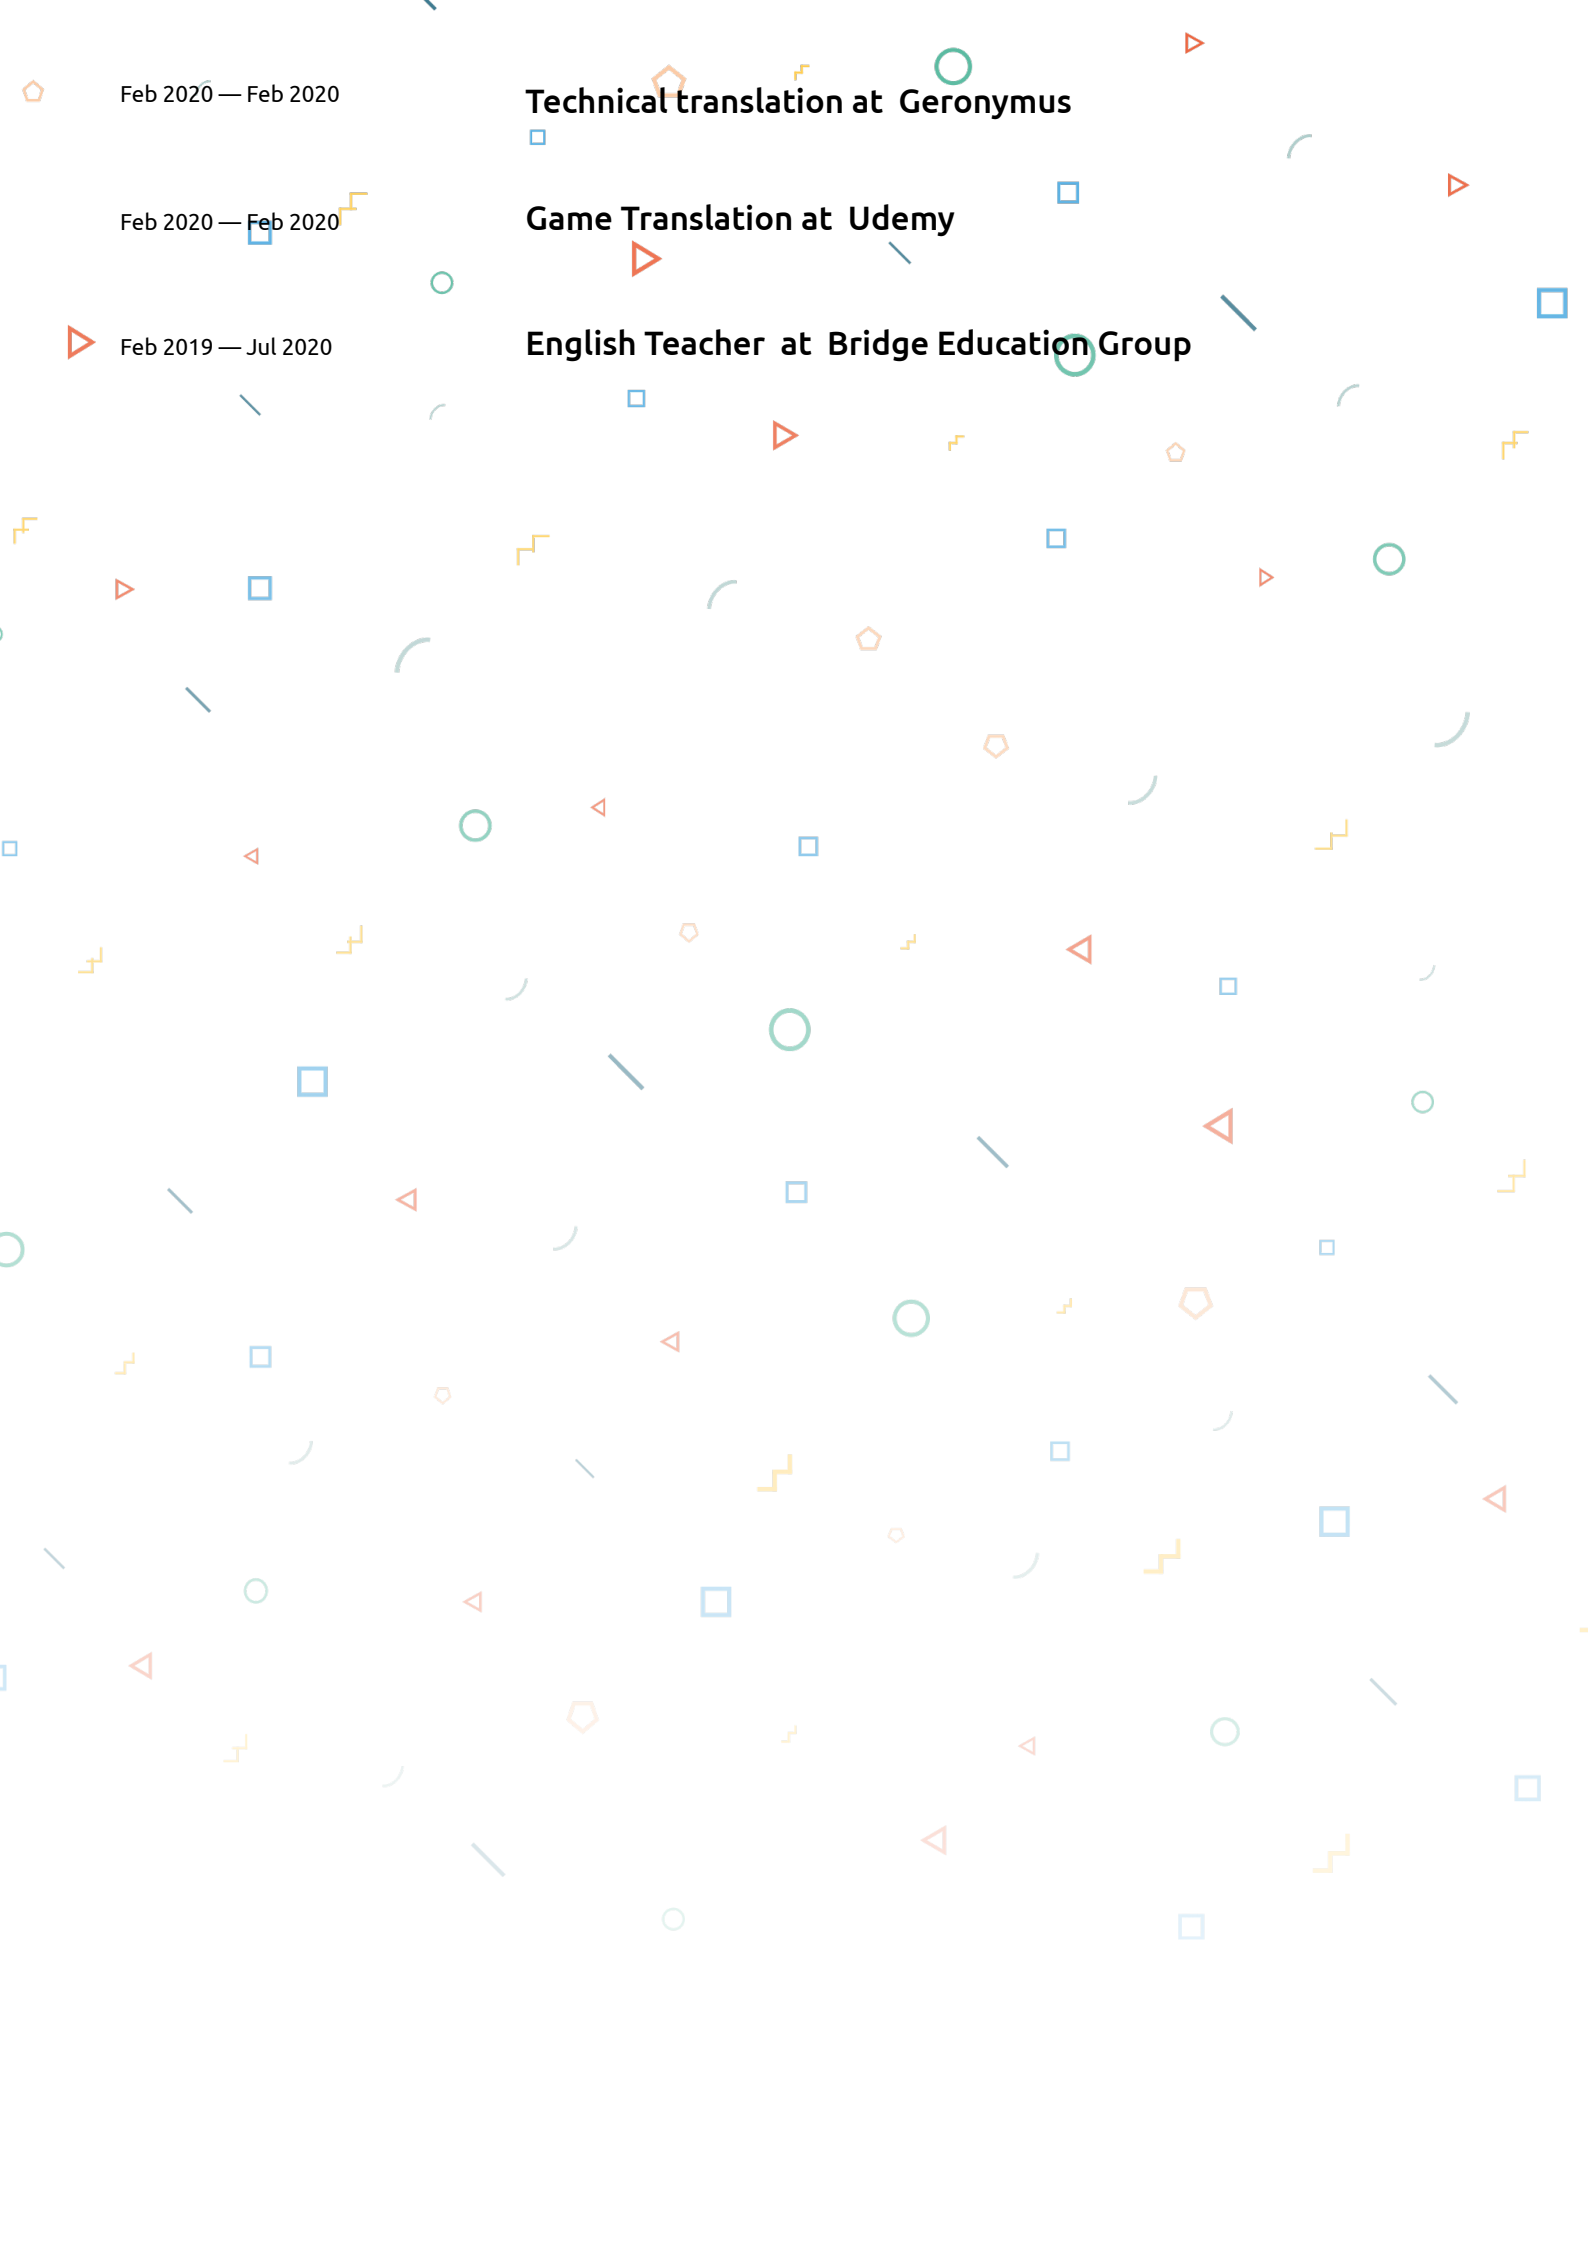 Feb 2020 — Feb 2020 Technical translation at Geronymus
Feb 2020 — Feb 2020 Game Translation at Udemy
Feb 2019 — Jul 2020 English Teacher at Bridge Education Group